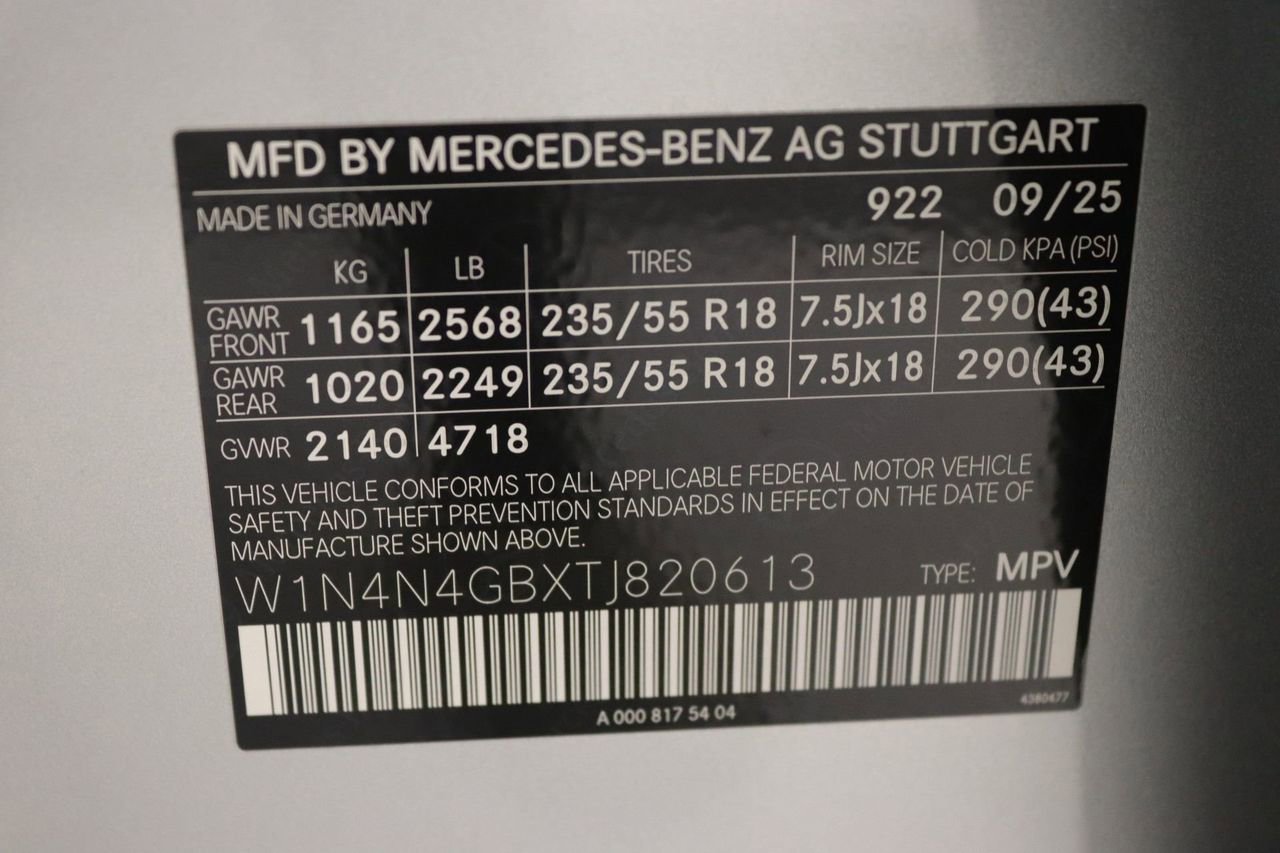 MFD BY MERCEDES-BENZ AG STUTTGART
MADE IN GERMANY 922 09/25
KG LB TIRES RIM SIZE COLD KPA (PSI)
GAWR FRONT 1165 2568 235/55 R18 7.5Jx18 290(43)
GAWR REAR 1020 2249 235/55 R18 7.5Jx18 290(43)
GVWR 2140 4718
THIS VEHICLE CONFORMS TO ALL APPLICABLE FEDERAL MOTOR VEHICLE
SAFETY AND THEFT PREVENTION STANDARDS IN EFFECT ON THE DATE OF
MANUFACTURE SHOWN ABOVE.
W1N4N4GBXTJ820613 TYPE: MPV
A 000 817 54 04 4380477